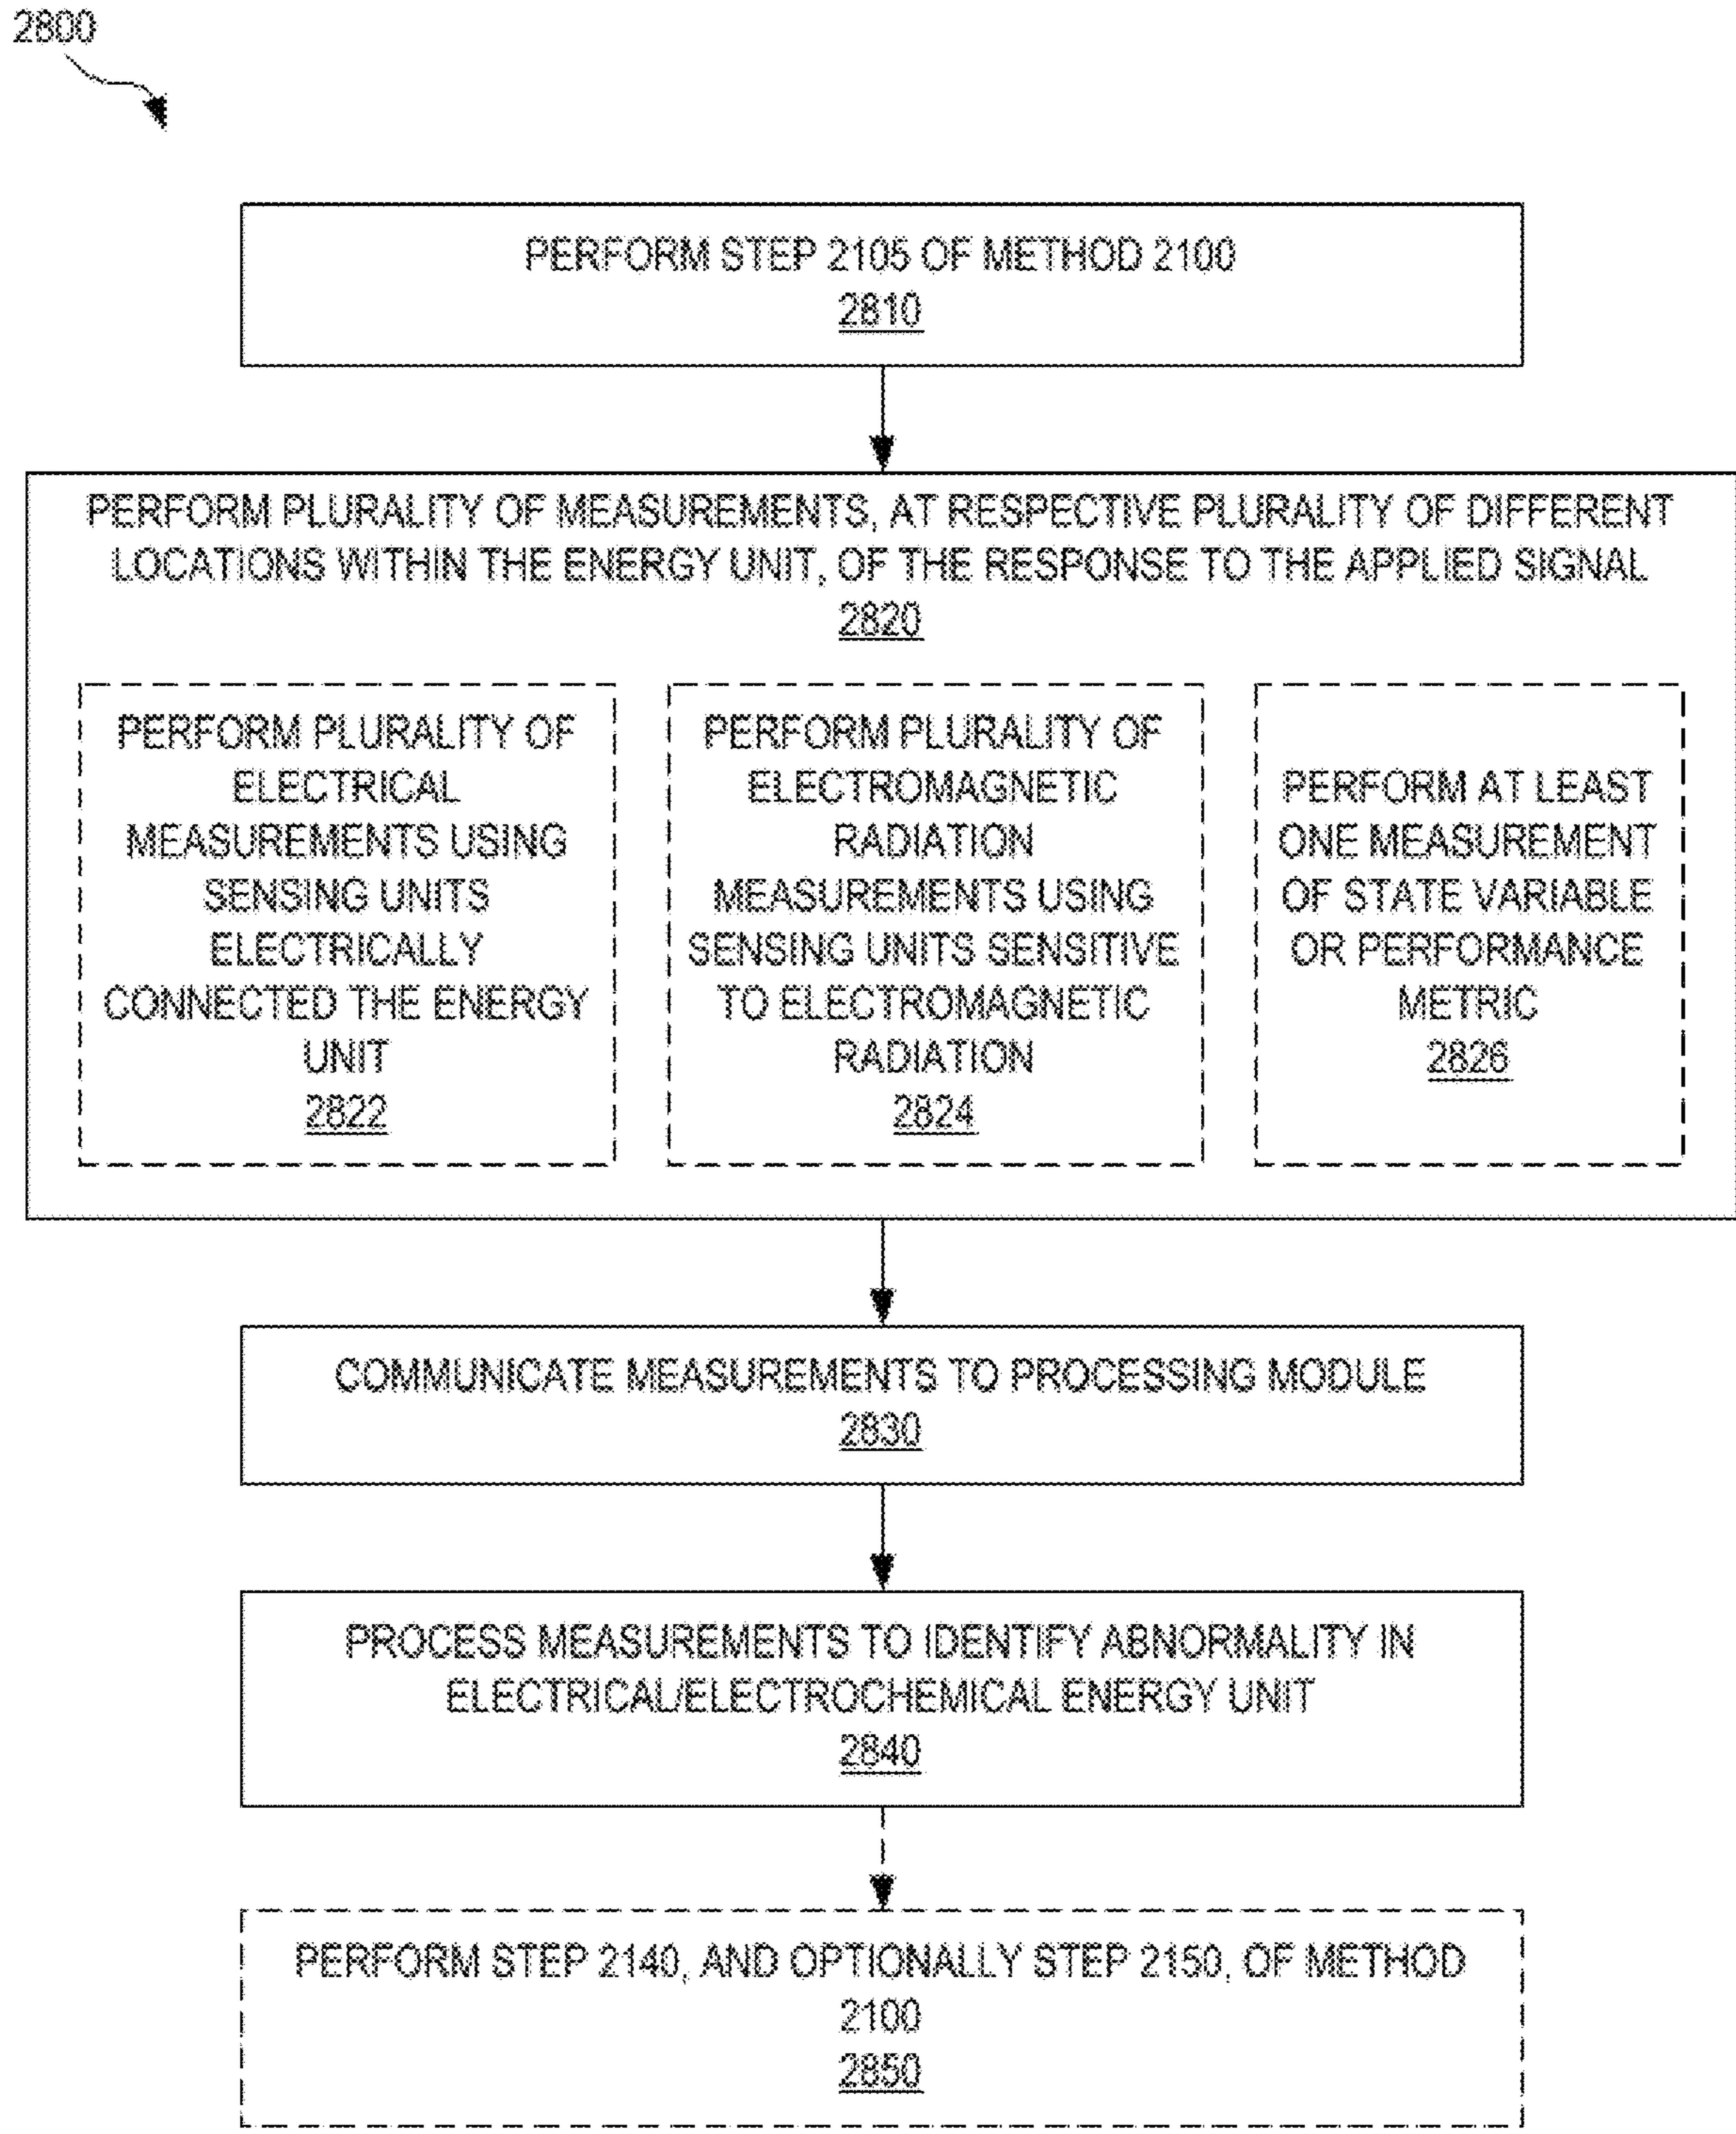 2800
PERFORM STEP 2105 OF METHOD 2100
2810
PERFORM PLURALITY OF MEASUREMENTS, AT RESPECTIVE PLURALITY OF DIFFERENT
LOCATIONS WITHIN THE ENERGY UNIT, OF THE RESPONSE TO THE APPLIED SIGNAL
2820
PERFORM PLURALITY OF
ELECTRICAL
MEASUREMENTS USING
SENSING UNITS
ELECTRICALLY
CONNECTED THE ENERGY
UNIT
2822
PERFORM PLURALITY OF
ELECTROMAGNETIC
RADIATION
MEASUREMENTS USING
SENSING UNITS SENSITIVE
TO ELECTROMAGNETIC
RADIATION
2824
PERFORM AT LEAST
ONE MEASUREMENT
OF STATE VARIABLE
OR PERFORMANCE
METRIC
2826
COMMUNICATE MEASUREMENTS TO PROCESSING MODULE
2830
PROCESS MEASUREMENTS TO IDENTIFY ABNORMALITY IN
ELECTRICAL/ELECTROCHEMICAL ENERGY UNIT
2840
PERFORM STEP 2140, AND OPTIONALLY STEP 2150, OF METHOD
2100
2850